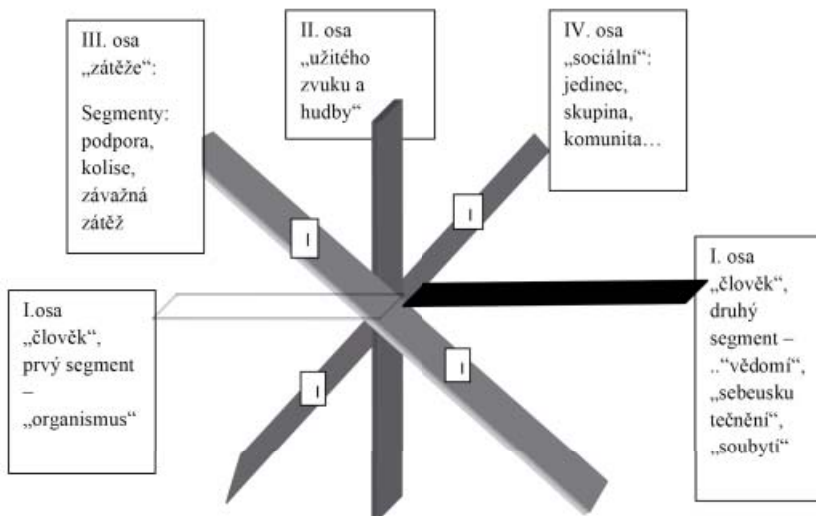 III. osa
„zátěže“:
Segmenty:
podpora,
kolise,
závažná
zátěž
II. osa
„užitého
zvuku a
hudby“
IV. osa
„sociální“:
jedinec,
skupina,
komunita…
I
I
I
I
I.osa
„člověk“,
prvý segment
–
„organismus“
I. osa
„člověk“,
druhý
segment –
..“vědomí“,
„sebeusku
tečnění“,
„soubytí“